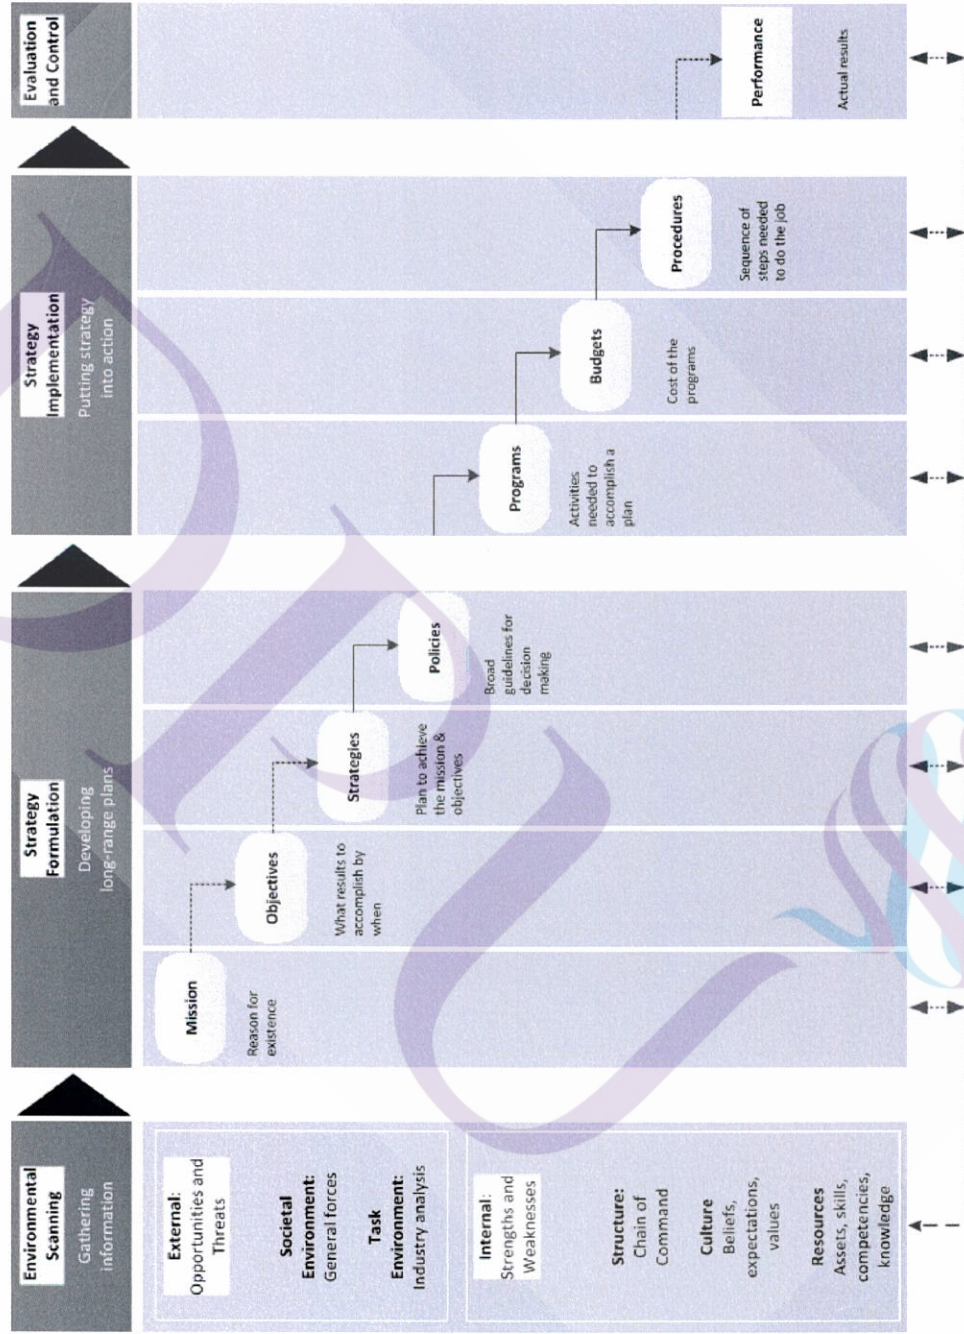 Environmental
Scanning
Gathering
information
External:
Opportunities and
Threats
Societal
Environment:
General forces
Task
Environment:
Industry analysis
Internal:
Strengths and
Weaknesses
Structure:
Chain of
Command
Culture
Beliefs,
expectations,
values
Resources
Assets, skills,
competencies,
knowledge
Strategy
Formulation
Developing
long-range plans
Mission
Reason for
existence
Objectives
What results to
accomplish by
when
Strategies
Plan to achieve
the mission &
objectives
Policies
Broad
guidelines for
decision
making
Strategy
Implementation
Putting strategy
into action
Programs
Activities
needed to
accomplish a
plan
Budgets
Cost of the
programs
Procedures
Sequence of
steps needed
to do the job
Evaluation
and Control
Performance
Actual results